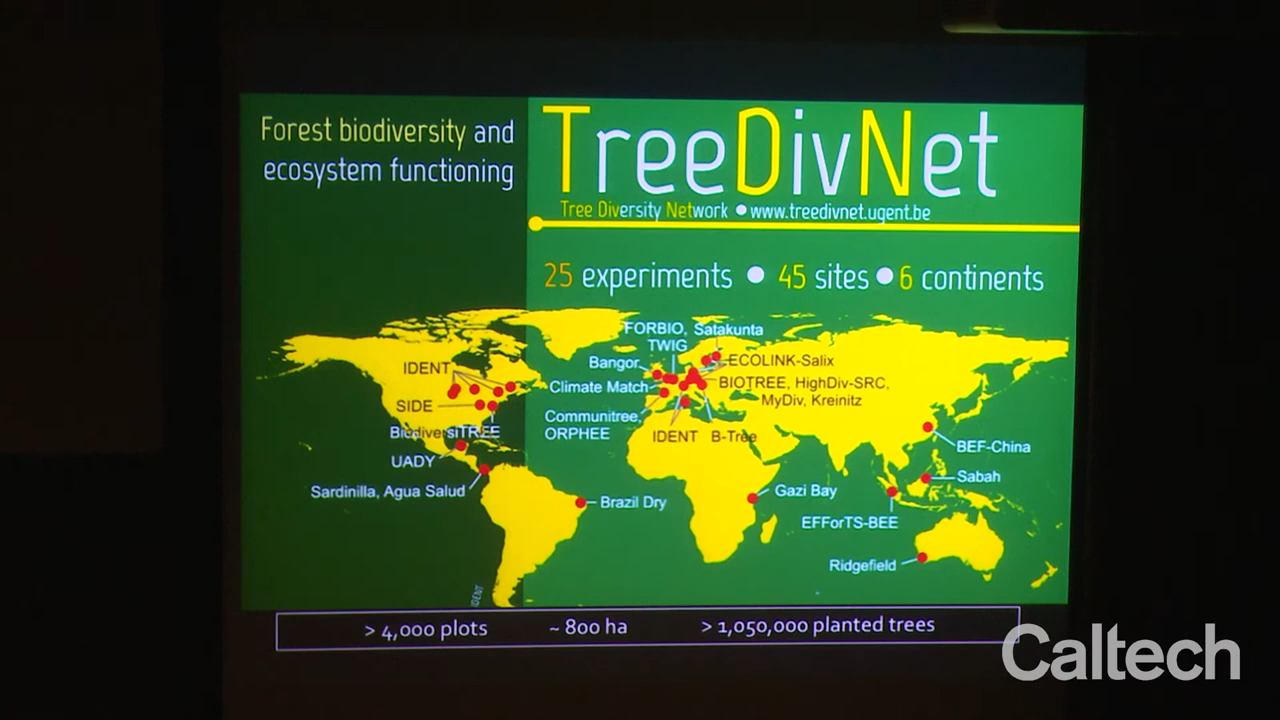 Forest biodiversity and
ecosystem functioning
TreeDivNet
Tree Diversity Network • www.treedivnet.ugent.be
25 experiments • 45 sites • 6 continents
FORBIO, Satakunta
TWIG
Bangor
ECOLINK-Salix
IDENT
Climate Match
BIOTREE, HighDiv-SRC,
MyDiv, Kreinitz
SIDE
Communitree,
ORPHEE
BiodiversiTREE
IDENT
B-Tree
BEF-China
UADY
Sabah
Sardinilla, Agua Salud
Gazi Bay
Brazil Dry
EFForTS-BEE
Ridgefield
IDENT
> 4,000 plots ~ 800 ha > 1,050,000 planted trees
Caltech